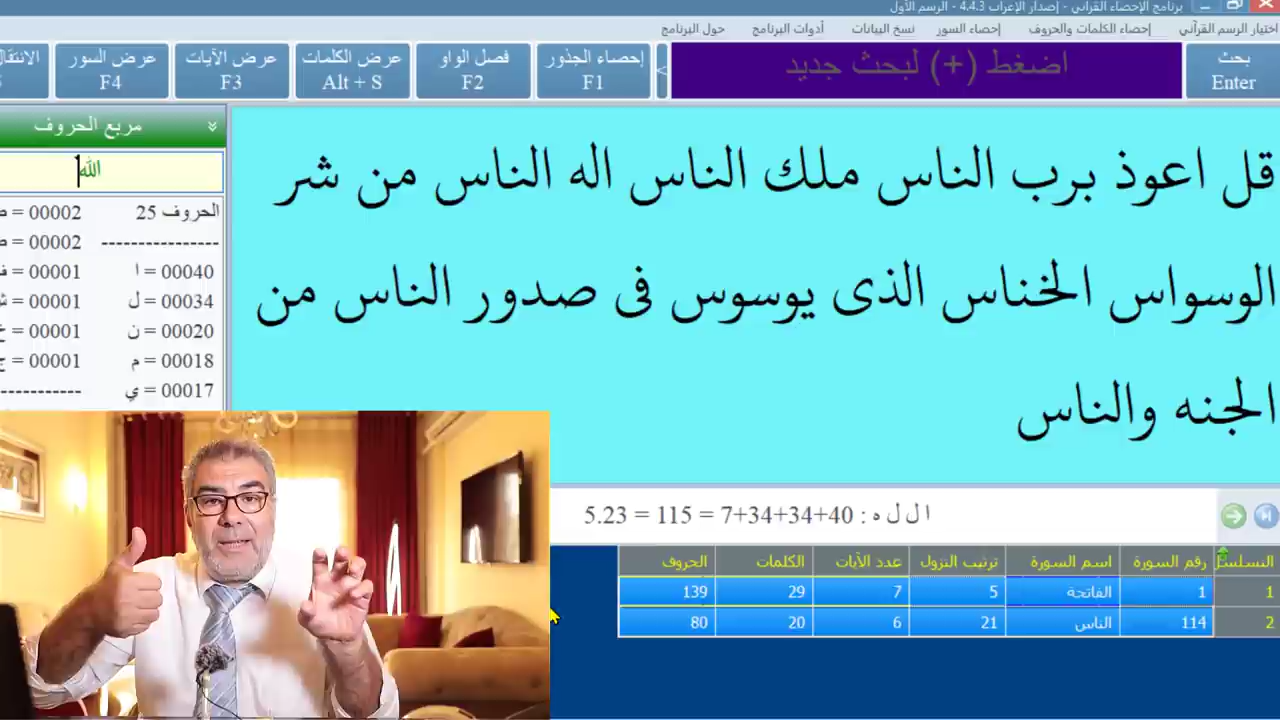 برنامج الإحصاء القرآني - إصدار الإعراب 4.4.3 - الرسم الأول
اختيار الرسم القرآني إحصاء الكلمات والحروف إحصاء السور نسخ البيانات أدوات البرنامج حول البرنامج
بحث
Enter
اضغط (+) لبحث جديد
>
إحصاء الجذور
F1
فصل الواو
F2
عرض الكلمات
Alt + S
عرض الآيات
F3
عرض السور
F4
مربع الحروف
الله
الحروف 25
----------------
00040 = ا
00034 = ل
00020 = ن
00018 = م
00017 = ي
00002 =
00002 =
00001 =
00001 =
00001 =
00001 =
-----------
قل اعوذ برب الناس ملك الناس اله الناس من شر
الوسواس الخناس الذى يوسوس فى صدور الناس من
الجنه والناس
ا ل ل ه : 40+34+34+7 = 115 = 5.23
التسلسل رقم السورة اسم السورة ترتيب النزول عدد الآيات الكلمات الحروف
1 1 الفاتحة 5 7 29 139
2 114 الناس 21 6 20 80